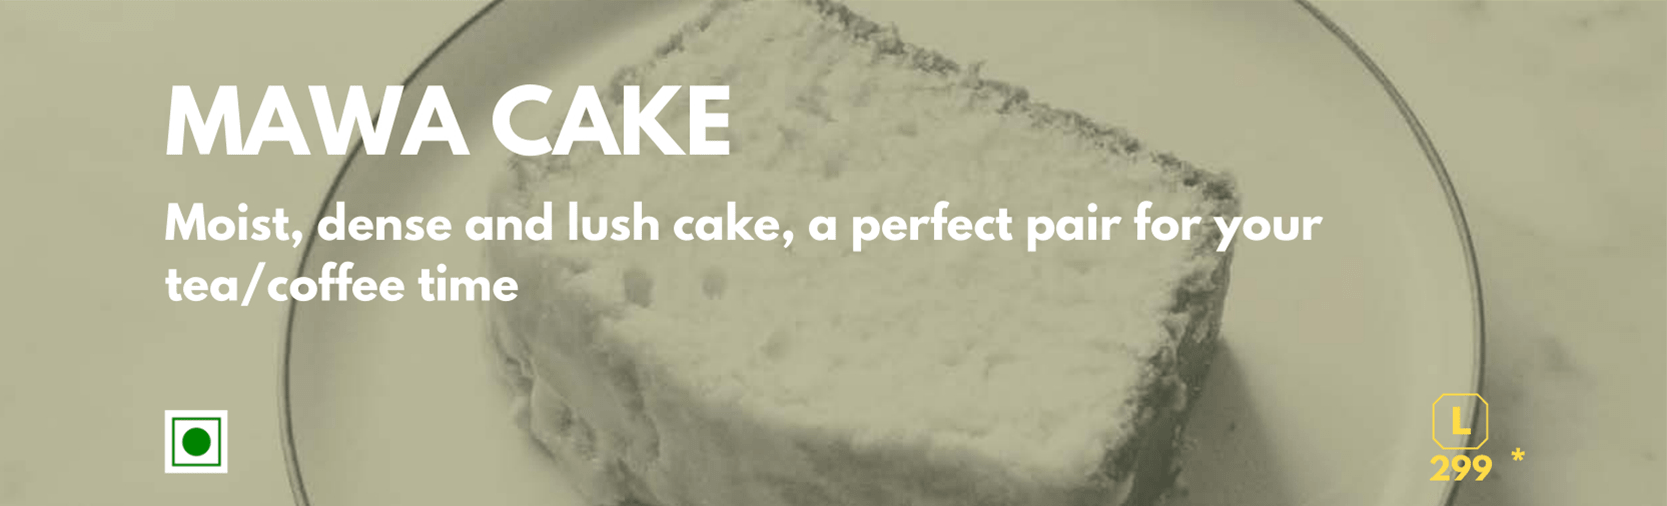 MAWA CAKE
Moist, dense and lush cake, a perfect pair for your
tea/coffee time
L
299 *